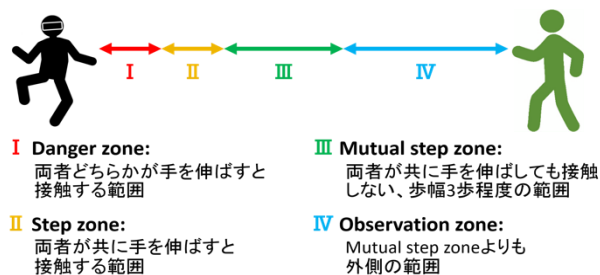 I II III IV
I Danger zone:
両者どちらかが手を伸ばすと
接触する範囲
II Step zone:
両者が共に手を伸ばすと
接触する範囲
III Mutual step zone:
両者が共に手を伸ばしても接触
しない、歩幅3歩程度の範囲
IV Observation zone:
Mutual step zoneよりも
外側の範囲